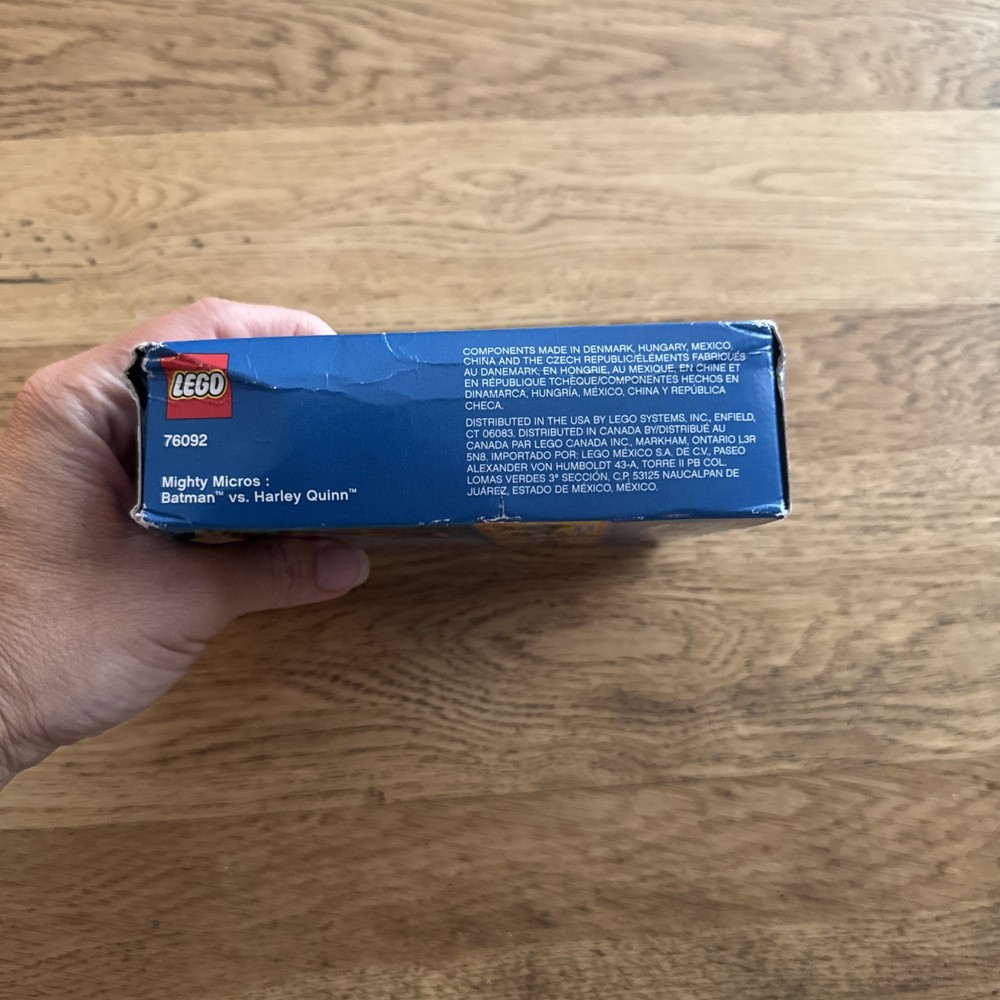 LEGO
76092
Mighty Micros :
Batman™ vs. Harley Quinn™
COMPONENTS MADE IN DENMARK, HUNGARY, MEXICO,
CHINA AND THE CZECH REPUBLIC/ÉLÉMENTS FABRIQUÉS
AU DANEMARK, EN HONGRIE, AU MEXIQUE, EN CHINE ET
EN RÉPUBLIQUE TCHÈQUE/COMPONENTES HECHOS EN
DINAMARCA, HUNGRÍA, MÉXICO, CHINA Y REPÚBLICA
CHECA.
DISTRIBUTED IN THE USA BY LEGO SYSTEMS, INC., ENFIELD,
CT 06083. DISTRIBUTED IN CANADA BY/DISTRIBUÉ AU
CANADA PAR LEGO CANADA INC., MARKHAM, ONTARIO L3R
5N8. IMPORTADO POR: LEGO MÉXICO S.A. DE C.V., PASEO
ALEXANDER VON HUMBOLDT 43-A, TORRE II PB COL.
LOMAS VERDES 3ª SECCIÓN, C.P. 53125 NAUCALPAN DE
JUÁREZ, ESTADO DE MÉXICO, MÉXICO.